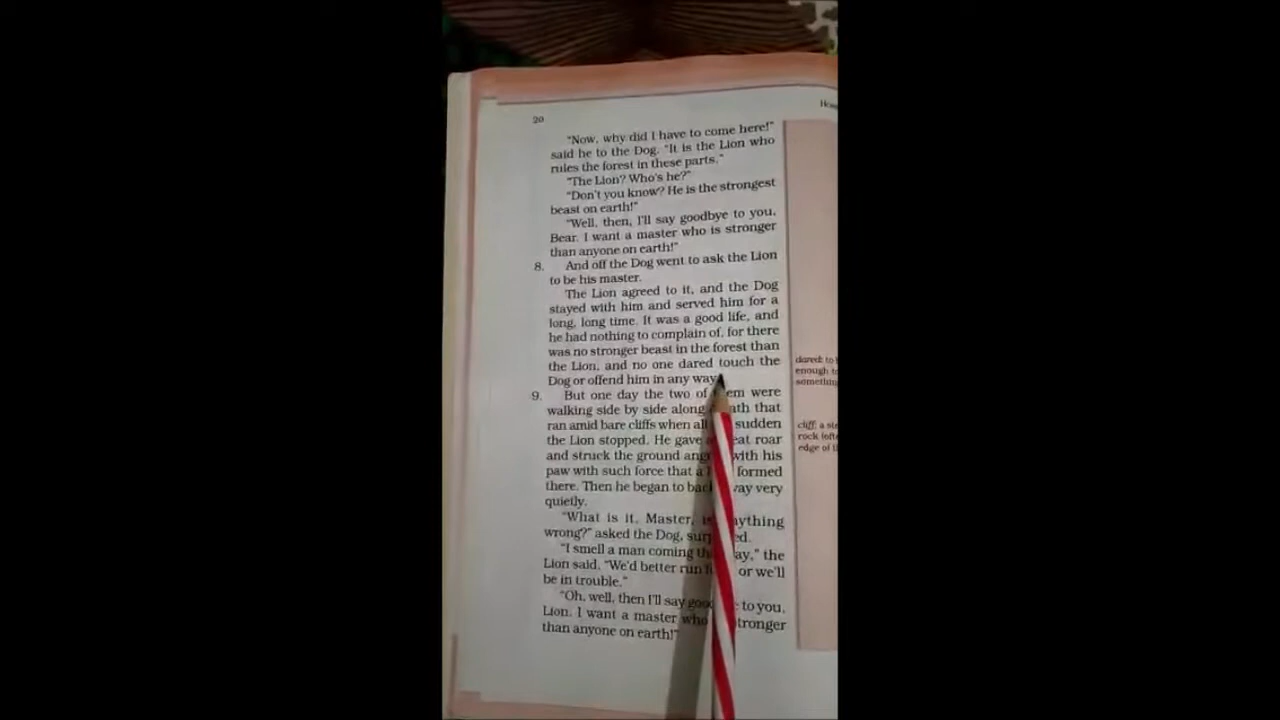 20
"Now, why did I have to come here!"
said he to the Dog. "It is the Lion who
rules the forest in these parts."
"The Lion? Who's he?"
"Don't you know? He is the strongest
beast on earth!"
"Well, then, I'll say goodbye to you,
Bear. I want a master who is stronger
than anyone on earth!"
8. And off the Dog went to ask the Lion
to be his master.
The Lion agreed to it, and the Dog
stayed with him and served him for a
long, long time. It was a good life, and
he had nothing to complain of, for there
was no stronger beast in the forest than
the Lion, and no one dared touch the
Dog or offend him in any way.
9. But one day the two of them were
walking side by side along path that
ran amid bare cliffs when all sudden
the Lion stopped. He gave a great roar
and struck the ground with his
paw with such force that a formed
there. Then he began to back away very
quietly.
"What is it, Master, is anything
wrong?" asked the Dog, surprised.
"I smell a man coming this way," the
Lion said, "We'd better run or we'll
be in trouble."
"Oh, well, then I'll say goodbye to you,
Lion. I want a master who stronger
than anyone on earth!"
dared: to
enough to
something
cliff: a
rock
edge of